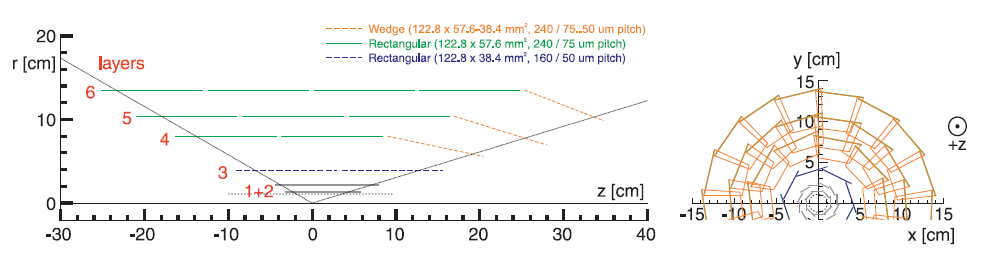 Wedge (122.8 x 57.6-38.4 mm², 240 / 75..50 um pitch)
Rectangular (122.8 x 57.6 mm², 240 / 75 um pitch)
Rectangular (122.8 x 38.4 mm², 160 / 50 um pitch)
20
r [cm]
layers
6
10
5
4
3
1+2
z [cm]
0
-30 -20 -10 0 10 20 30 40
y [cm]
15
10
5
+z
-15 -10 -5 0 5 10 15
x [cm]